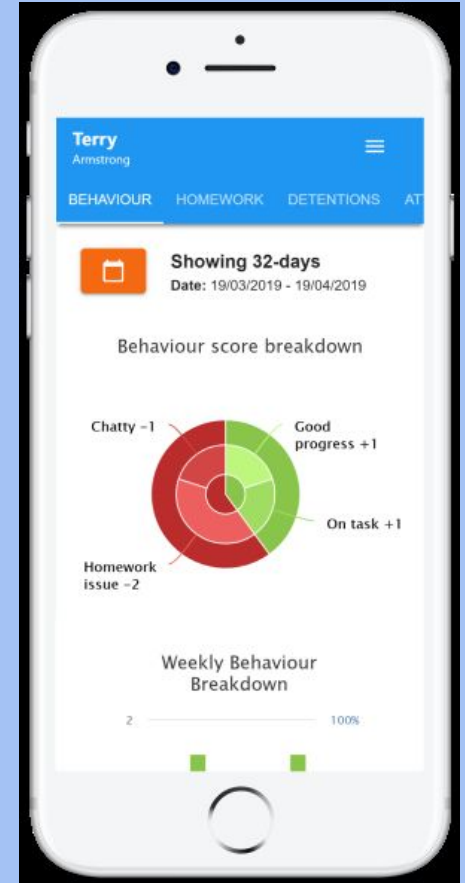 Terry
Armstrong
BEHAVIOUR HOMEWORK DETENTIONS AT
Showing 32-days
Date: 19/03/2019 - 19/04/2019
Behaviour score breakdown
Chatty -1
Good
progress +1
On task +1
Homework
issue -2
Weekly Behaviour
Breakdown
2 100%